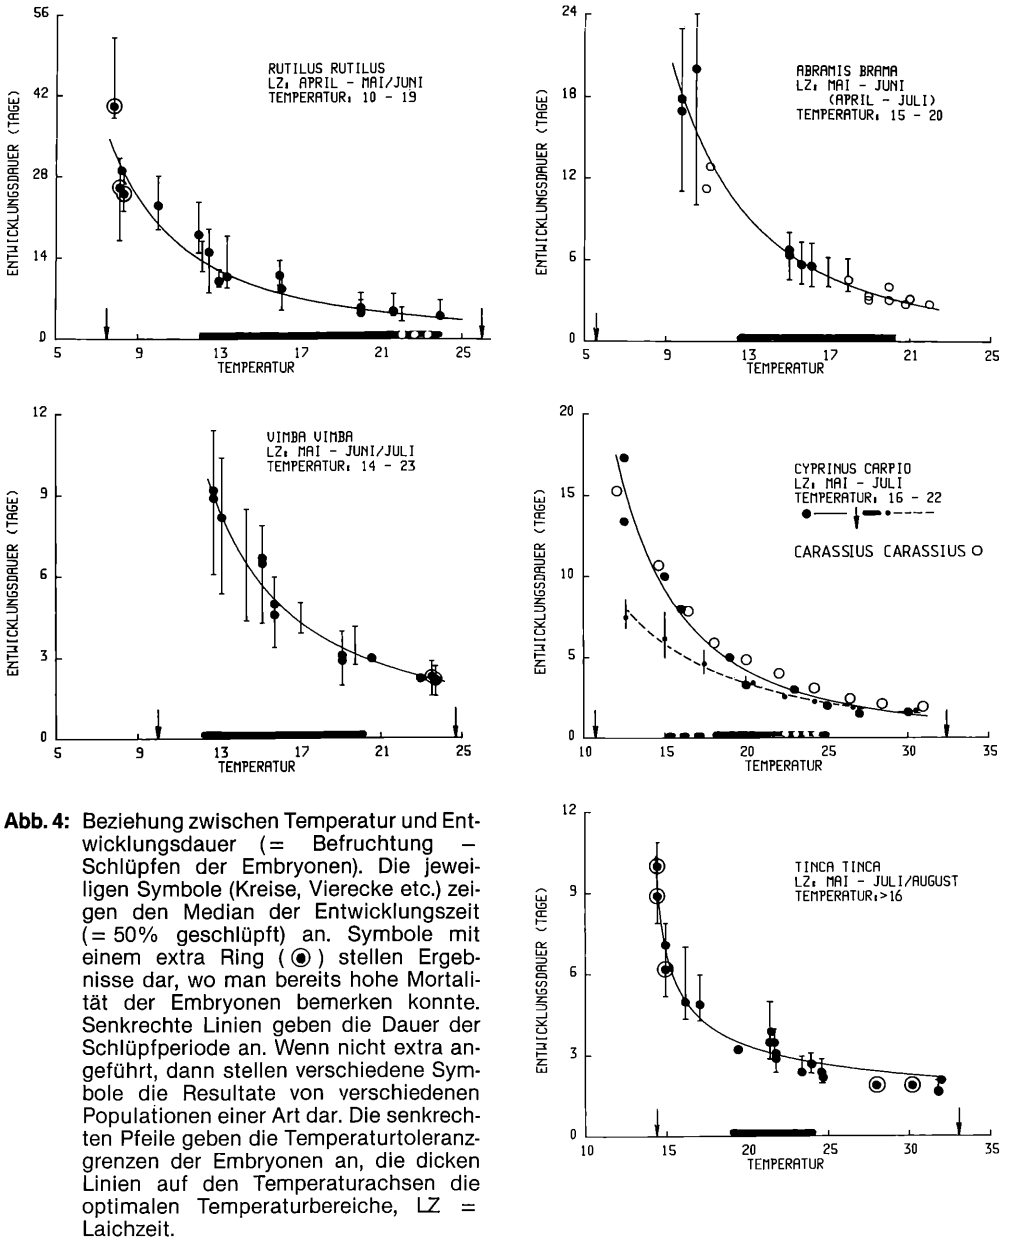 56
42
28
14
0
ENTWICKLUNGSDAUER (TAGE)
RUTILUS RUTILUS
LZ: APRIL - MAI/JUNI
TEMPERATUR: 10 - 19
5 9 13 17 21 25
TEMPERATUR
24
18
12
6
0
ENTWICKLUNGSDAUER (TAGE)
ABRAMIS BRAMA
LZ: MAI - JUNI
(APRIL - JULI)
TEMPERATUR: 15 - 20
5 9 13 17 21 25
TEMPERATUR
12
9
6
3
0
ENTWICKLUNGSDAUER (TAGE)
VIMBA VIMBA
LZ: MAI - JUNI/JULI
TEMPERATUR: 14 - 23
5 9 13 17 21 25
TEMPERATUR
20
15
10
5
0
ENTWICKLUNGSDAUER (TAGE)
CYPRINUS CARPIO
LZ: MAI - JULI
TEMPERATUR: 16 - 22
CARASSIUS CARASSIUS
10 15 20 25 30 35
TEMPERATUR
Abb. 4: Beziehung zwischen Temperatur und Ent-
wicklungsdauer (= Befruchtung –
Schlüpfen der Embryonen). Die jewei-
ligen Symbole (Kreise, Vierecke etc.) zei-
gen den Median der Entwicklungszeit
(= 50% geschlüpft) an. Symbole mit
einem extra Ring ( ) stellen Ergeb-
nisse dar, wo man bereits hohe Mortali-
tät der Embryonen bemerken konnte.
Senkrechte Linien geben die Dauer der
Schlüpfperiode an. Wenn nicht extra an-
geführt, dann stellen verschiedene Sym-
bole die Resultate von verschiedenen
Populationen einer Art dar. Die senkrech-
ten Pfeile geben die Temperaturtoleranz-
grenzen der Embryonen an, die dicken
Linien auf den Temperaturachsen die
optimalen Temperaturbereiche, LZ =
Laichzeit.
12
9
6
3
0
ENTWICKLUNGSDAUER (TAGE)
TINCA TINCA
LZ: MAI - JULI/AUGUST
TEMPERATUR:>16
10 15 20 25 30 35
TEMPERATUR